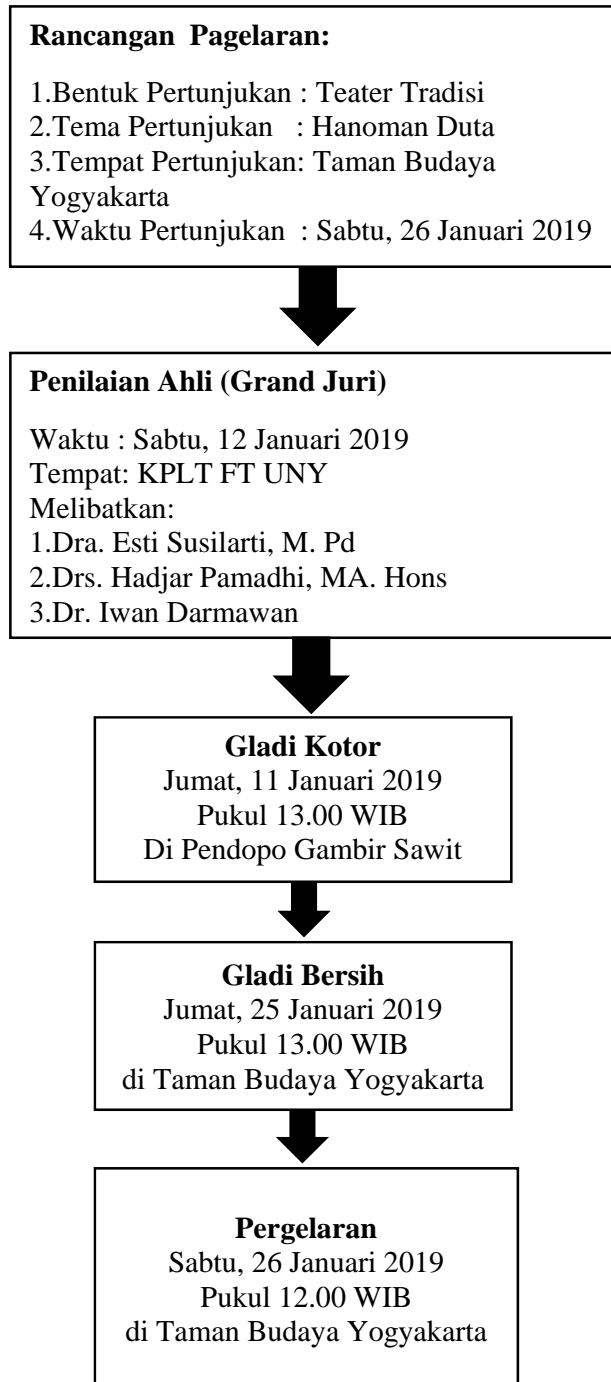 Rancangan  Pagelaran:
1.Bentuk Pertunjukan : Teater Tradisi
2.Tema Pertunjukan   : Hanoman Duta
3.Tempat Pertunjukan: Taman Budaya
Yogyakarta
4.Waktu Pertunjukan  : Sabtu, 26 Januari 2019
Penilaian Ahli (Grand Juri)
Waktu : Sabtu, 12 Januari 2019
Tempat: KPLT FT UNY
Melibatkan:
1.Dra. Esti Susilarti, M. Pd
2.Drs. Hadjar Pamadhi, MA. Hons
3.Dr. Iwan Darmawan
Gladi Kotor
Jumat, 11 Januari 2019
Pukul 13.00 WIB
Di Pendopo Gambir Sawit
Gladi Bersih
Jumat, 25 Januari 2019
Pukul 13.00 WIB
di Taman Budaya Yogyakarta
Pergelaran
Sabtu, 26 Januari 2019
Pukul 12.00 WIB
di Taman Budaya Yogyakarta